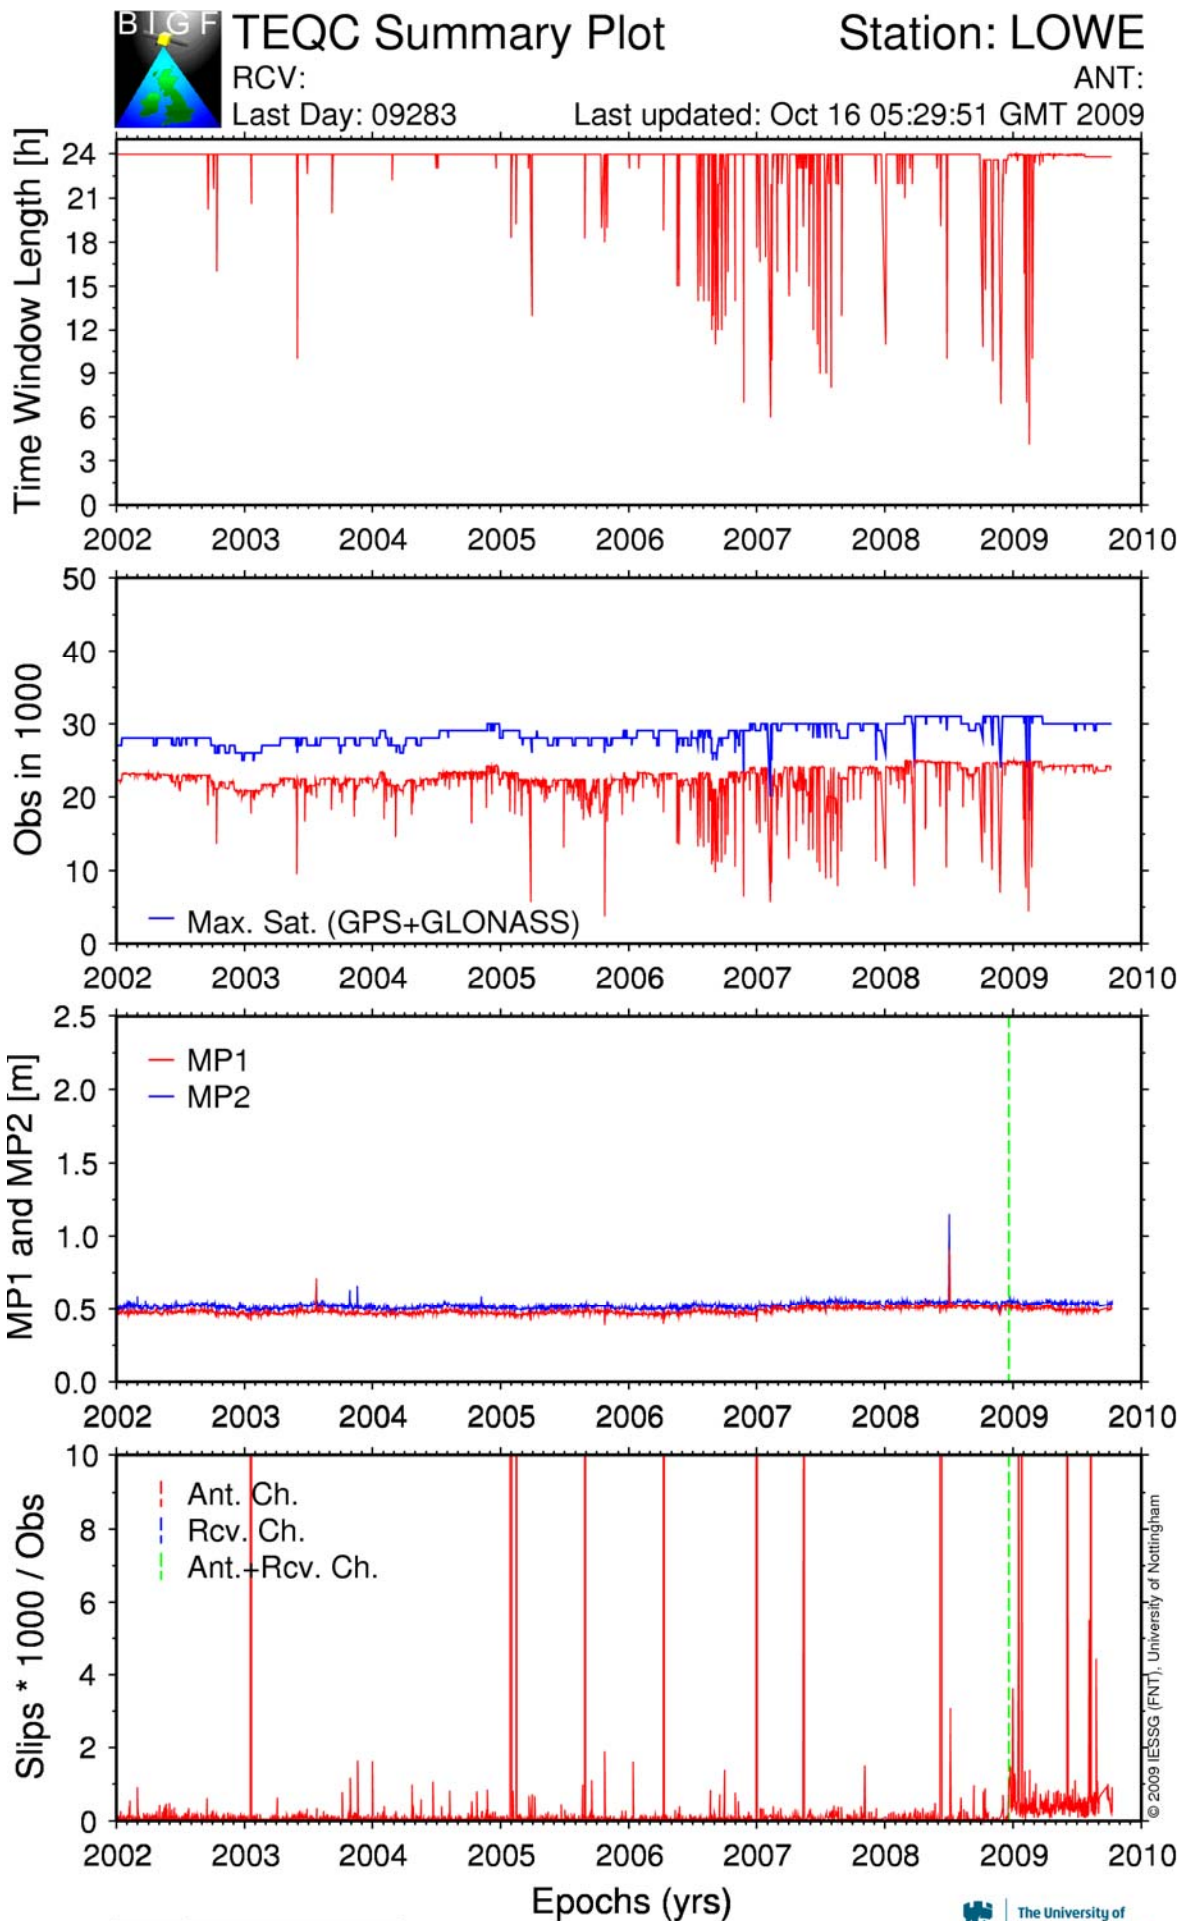 BIGF
TEQC Summary Plot
Station: LOWE
RCV:
ANT:
Last Day: 09283
Last updated: Oct 16 05:29:51 GMT 2009
Time Window Length [h]
24
21
18
15
12
9
6
3
0
2002 2003 2004 2005 2006 2007 2008 2009 2010
Obs in 1000
50
40
30
20
10
0
Max. Sat. (GPS+GLONASS)
2002 2003 2004 2005 2006 2007 2008 2009 2010
MP1 and MP2 [m]
2.5
2.0
1.5
1.0
0.5
0.0
MP1
MP2
2002 2003 2004 2005 2006 2007 2008 2009 2010
Slips * 1000 / Obs
10
8
6
4
2
0
Ant. Ch.
Rcv. Ch.
Ant.+Rcv. Ch.
© 2009 IESSG (FNT), University of Nottingham
2002 2003 2004 2005 2006 2007 2008 2009 2010
Epochs (yrs)
The University of